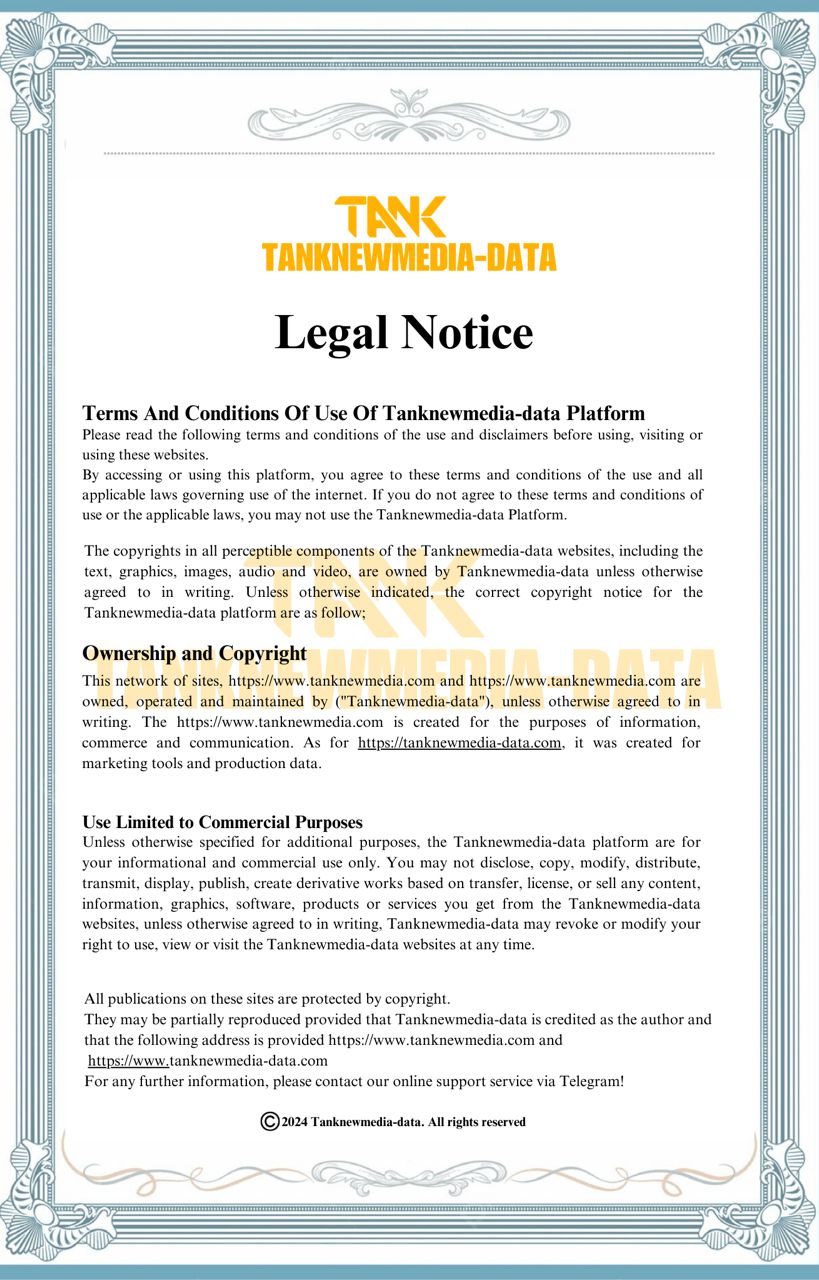 TANK
TANKNEWMEDIA-DATA
Legal Notice
Terms And Conditions Of Use Of Tanknewmedia-data Platform
Please read the following terms and conditions of the use and disclaimers before using, visiting or
using these websites.
By accessing or using this platform, you agree to these terms and conditions of the use and all
applicable laws governing use of the internet. If you do not agree to these terms and conditions of
use or the applicable laws, you may not use the Tanknewmedia-data Platform.
The copyrights in all perceptible components of the Tanknewmedia-data websites, including the
text, graphics, images, audio and video, are owned by Tanknewmedia-data unless otherwise
agreed to in writing. Unless otherwise indicated, the correct copyright notice for the
Tanknewmedia-data platform are as follow;
TANK
TANKNEWMEDIA-DATA
Ownership and Copyright
This network of sites, https://www.tanknewmedia.com and https://www.tanknewmedia.com are
owned, operated and maintained by ("Tanknewmedia-data"), unless otherwise agreed to in
writing. The https://www.tanknewmedia.com is created for the purposes of information,
commerce and communication. As for https://tanknewmedia-data.com, it was created for
marketing tools and production data.
Use Limited to Commercial Purposes
Unless otherwise specified for additional purposes, the Tanknewmedia-data platform are for
your informational and commercial use only. You may not disclose, copy, modify, distribute,
transmit, display, publish, create derivative works based on transfer, license, or sell any content,
information, graphics, software, products or services you get from the Tanknewmedia-data
websites, unless otherwise agreed to in writing, Tanknewmedia-data may revoke or modify your
right to use, view or visit the Tanknewmedia-data websites at any time.
All publications on these sites are protected by copyright.
They may be partially reproduced provided that Tanknewmedia-data is credited as the author and
that the following address is provided https://www.tanknewmedia.com and
https://www.tanknewmedia-data.com
For any further information, please contact our online support service via Telegram!
©2024 Tanknewmedia-data. All rights reserved